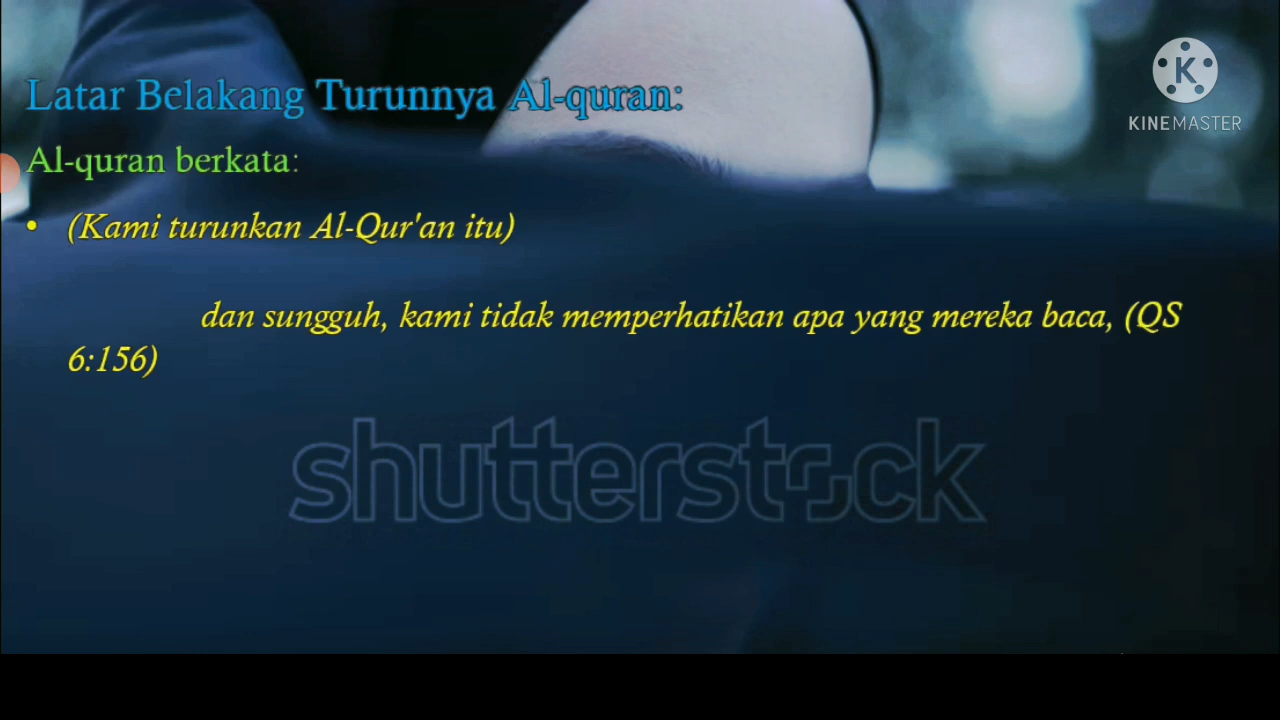 Latar Belakang Turunnya Al-quran:
KINEMASTER
Al-quran berkata:
• (Kami turunkan Al-Qur'an itu)
dan sungguh, kami tidak memperhatikan apa yang mereka baca, (QS
6:156)
shutterstock